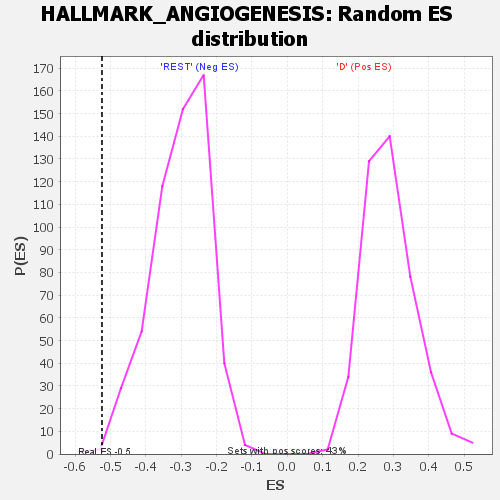 HALLMARK_ANGIOGENESIS: Random ES
distribution
'REST' (Neg ES) 'D' (Pos ES)
170
160
150
140
130
120
110
100
90
80
70
60
50
40
30
20
10
0
P(ES)
Real ES -0.5 Sets with pos scores: 43%
-0.6 -0.5 -0.4 -0.3 -0.2 -0.1 0.0 0.1 0.2 0.3 0.4 0.5
ES